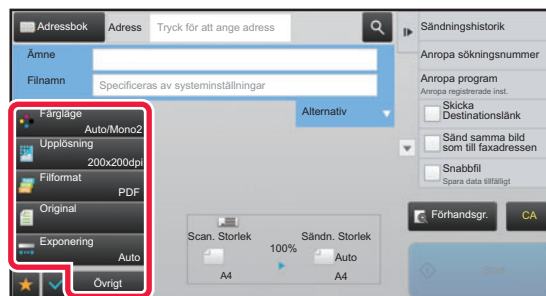 Adressbok
Adress
Tryck för att ange adress
Ämne
Filnamn
Specificeras av systeminställningar
Alternativ
Färgläge
Auto/Mono2
Upplösning
200x200dpi
Filformat
PDF
Original
Exponering
Auto
Övrigt
Scan. Storlek
A4
100%
Sändn. Storlek
Auto
A4
Sändningshistorik
Anropa sökningsnummer
Anropa program
Anropa registrerade inst.
Skicka
Destinationslänk
Sänd samma bild
som till faxadressen
Snabbfil
Spara data tillfälligt
Förhandsgr.
CA
Start